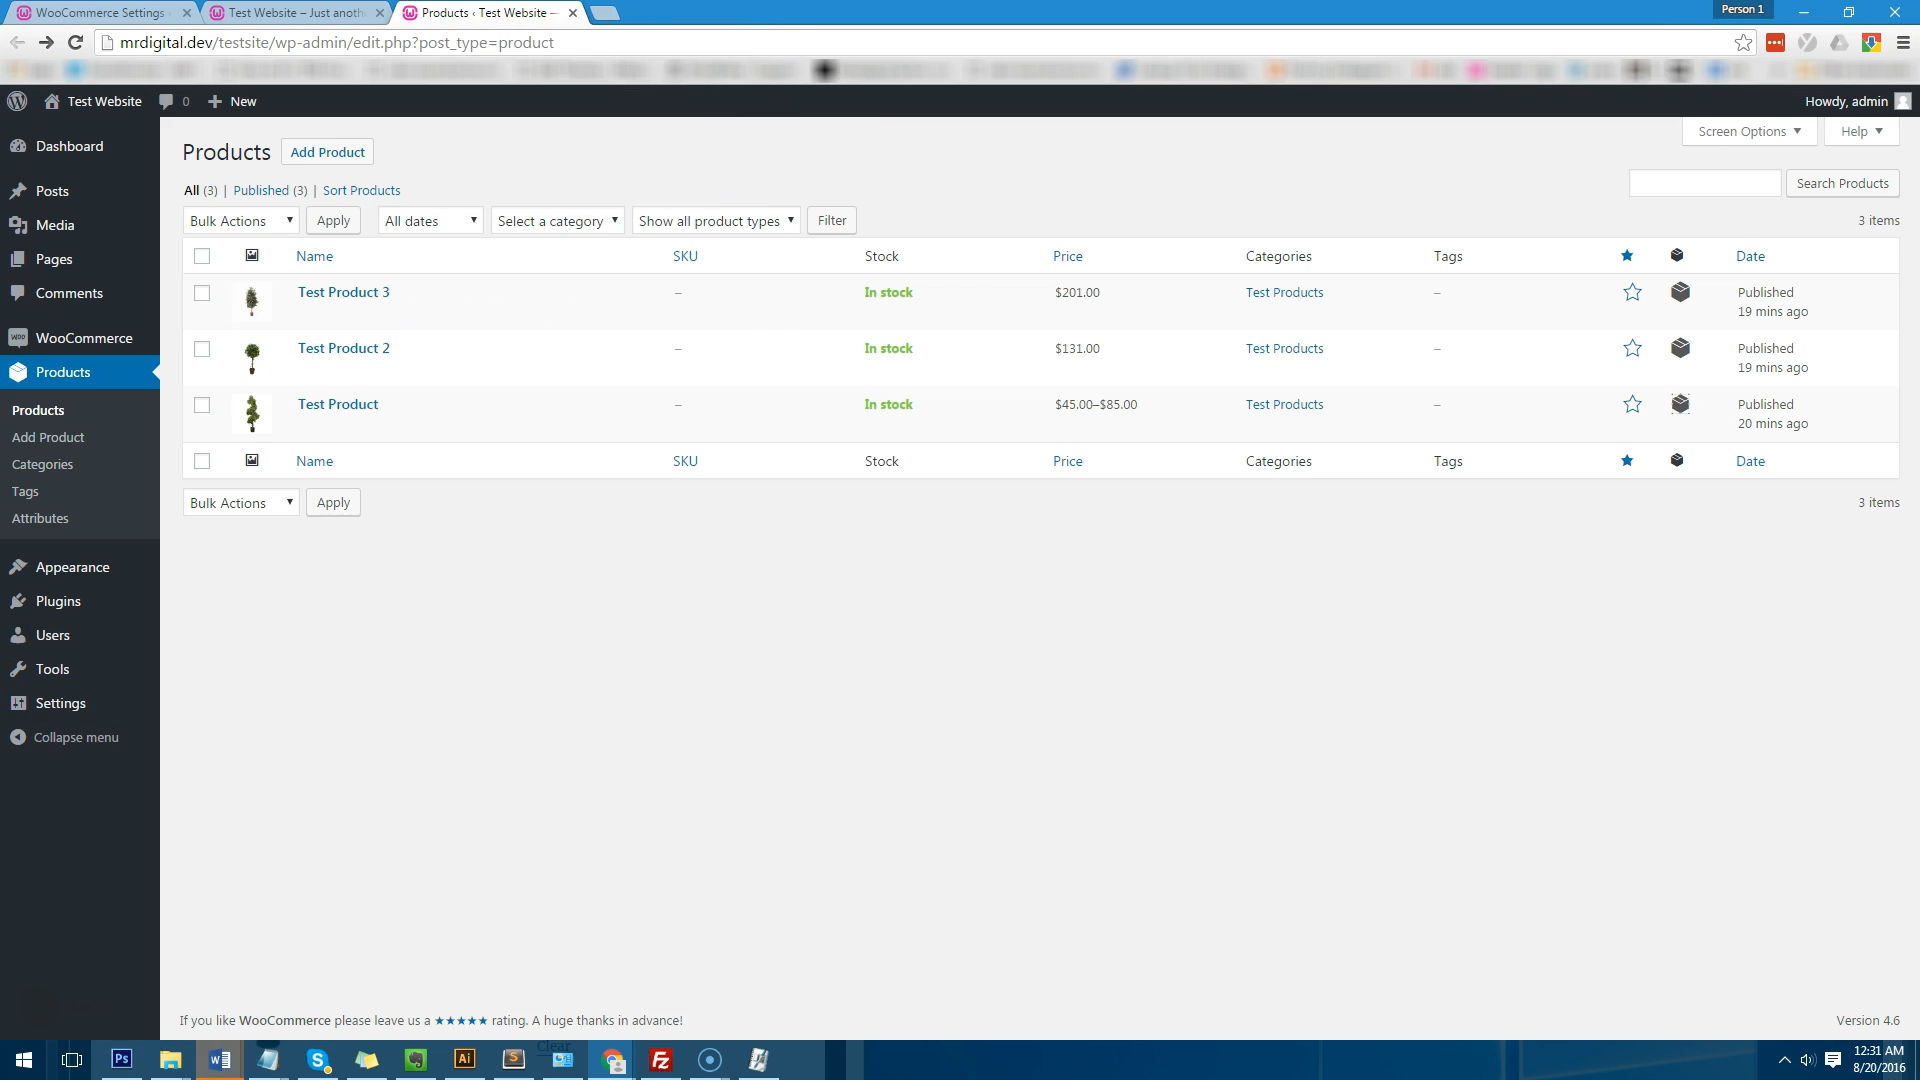 WooCommerce Settings
Test Website – Just anoth
Products ‹ Test Website —
Person 1
mrdigital.dev/testsite/wp-admin/edit.php?post_type=product
Test Website
0
New
Howdy, admin
Screen Options
Help
Dashboard
Posts
Media
Pages
Comments
WooCommerce
Products
Products
Add Product
Categories
Tags
Attributes
Appearance
Plugins
Users
Tools
Settings
Collapse menu
Products
Add Product
All (3) | Published (3) | Sort Products
Search Products
Bulk Actions
Apply
All dates
Select a category
Show all product types
Filter
3 items
Name SKU Stock Price Categories Tags Date
Test Product 3 – In stock $201.00 Test Products – Published
19 mins ago
Test Product 2 – In stock $131.00 Test Products – Published
19 mins ago
Test Product – In stock $45.00–$85.00 Test Products – Published
20 mins ago
Name SKU Stock Price Categories Tags Date
Bulk Actions
Apply
3 items
If you like WooCommerce please leave us a ★★★★★ rating. A huge thanks in advance!
Version 4.6
Clear
Ps
Ai
S
Fz
12:31 AM
8/20/2016